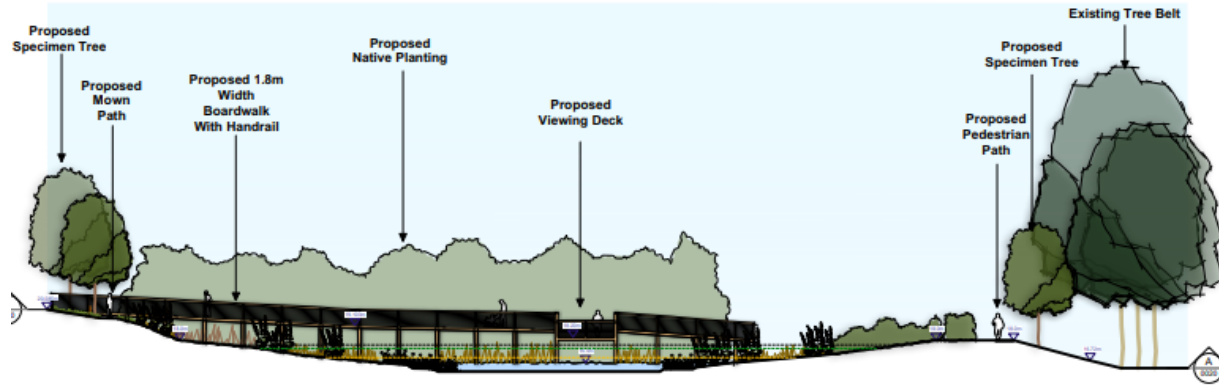 Existing Tree Belt
Proposed
Specimen Tree
Proposed
Native Planting
Proposed
Specimen Tree
Proposed
Mown
Path
Proposed 1.8m
Width
Boardwalk
With Handrail
Proposed
Viewing Deck
Proposed
Pedestrian
Path
A